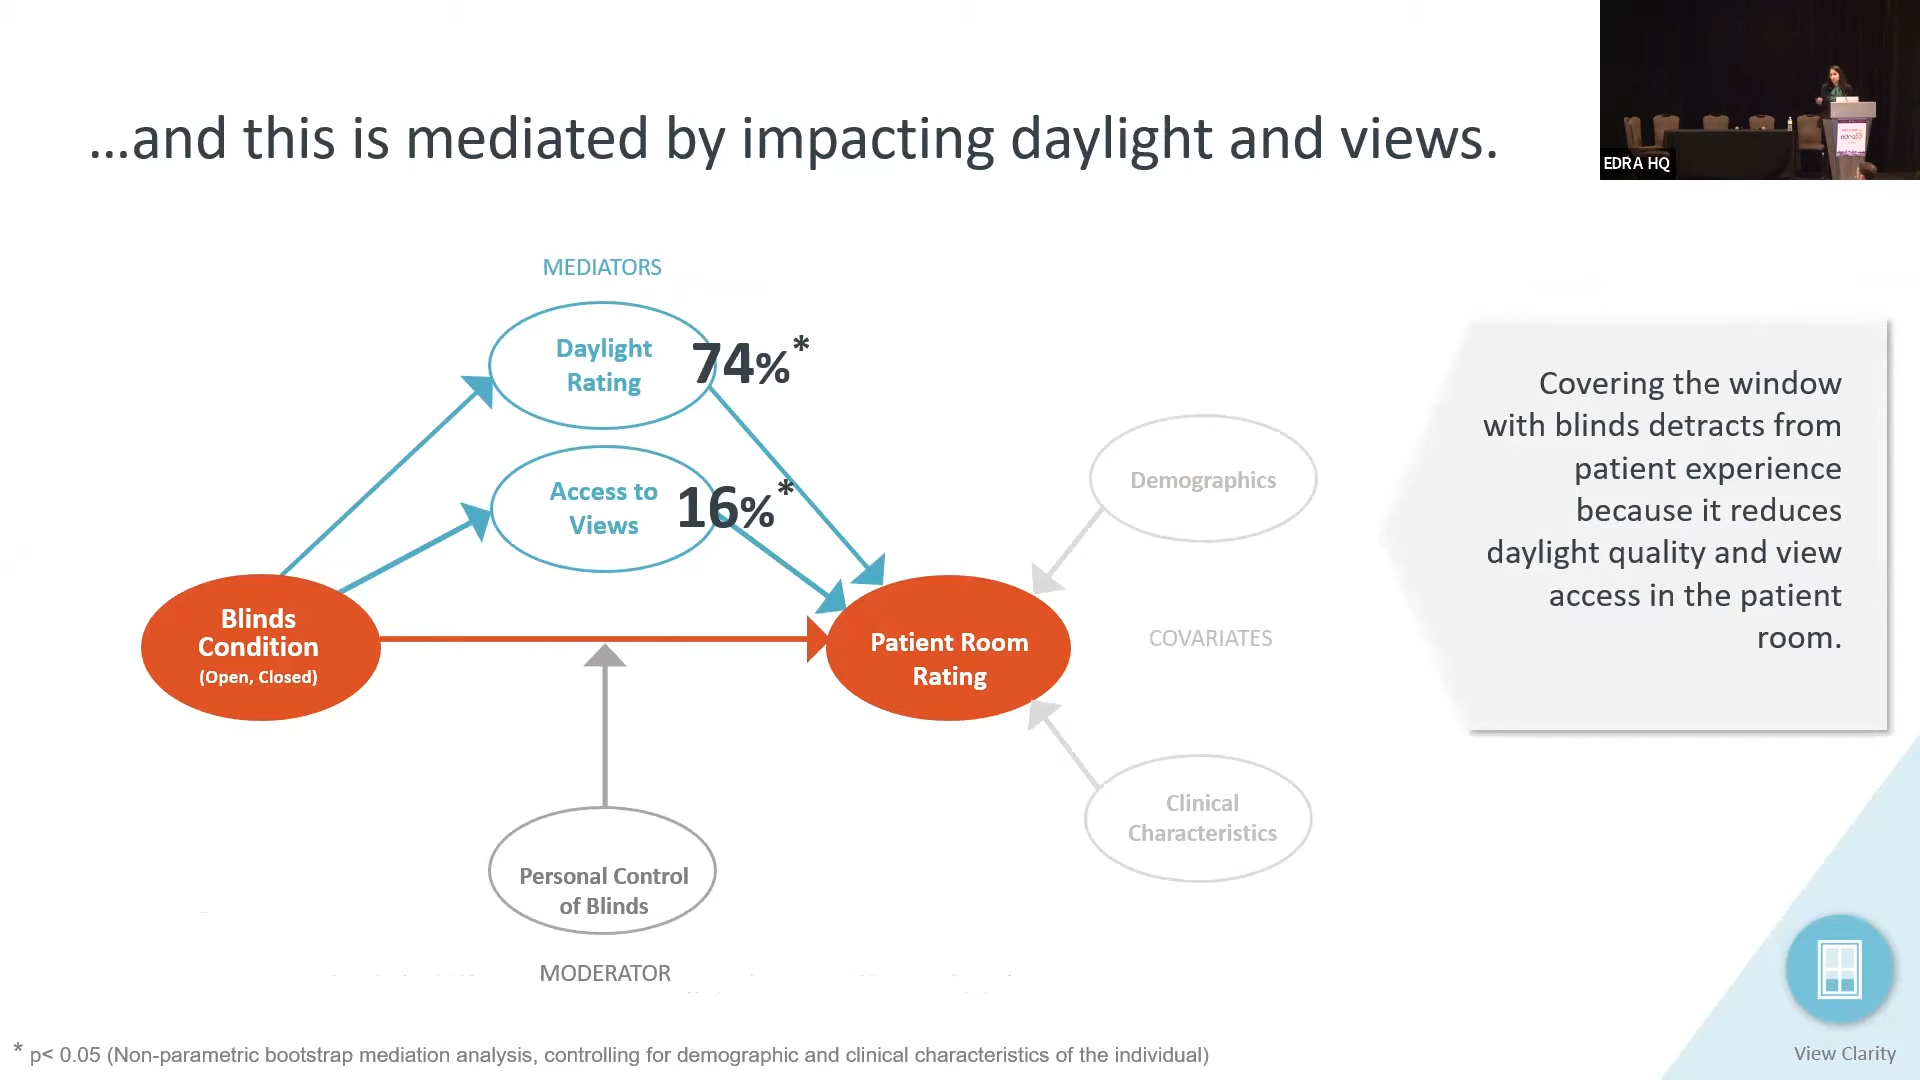 ...and this is mediated by impacting daylight and views.
EDRA HQ
MEDIATORS
Daylight
Rating
74%*
Access to
Views
16%*
Blinds
Condition
(Open, Closed)
Patient Room
Rating
Demographics
COVARIATES
Clinical
Characteristics
Personal Control
of Blinds
MODERATOR
Covering the window
with blinds detracts from
patient experience
because it reduces
daylight quality and view
access in the patient
room.
* p< 0.05 (Non-parametric bootstrap mediation analysis, controlling for demographic and clinical characteristics of the individual)
View Clarity